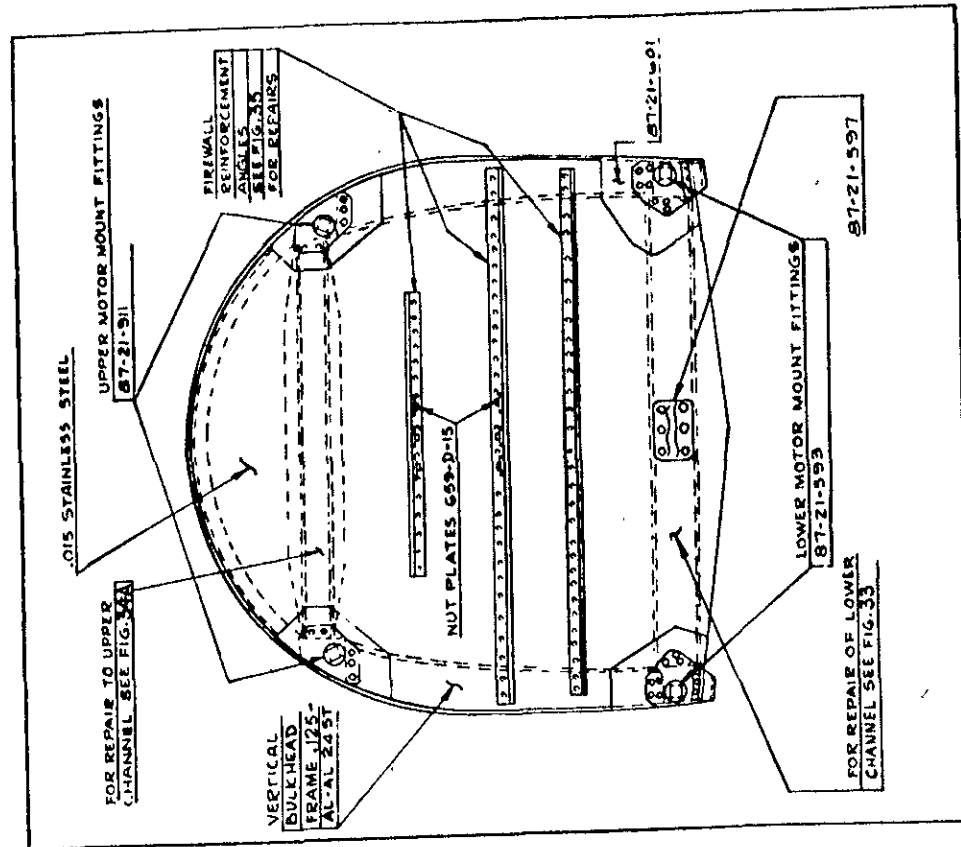 FOR REPAIR TO UPPER
CHANNEL SEE FIG.34A
.015 STAINLESS STEEL
UPPER MOTOR MOUNT FITTINGS
87-21-911
FIREWALL
REINFORCEMENT
ANGLES
SEE FIG. 35
FOR REPAIRS
VERTICAL
BULKHEAD
FRAME .125-
AL-AL 24ST
NUT PLATES G59-D-15
87-21-601
87-21-597
LOWER MOTOR MOUNT FITTINGS
87-21-593
FOR REPAIR OF LOWER
CHANNEL SEE FIG.33